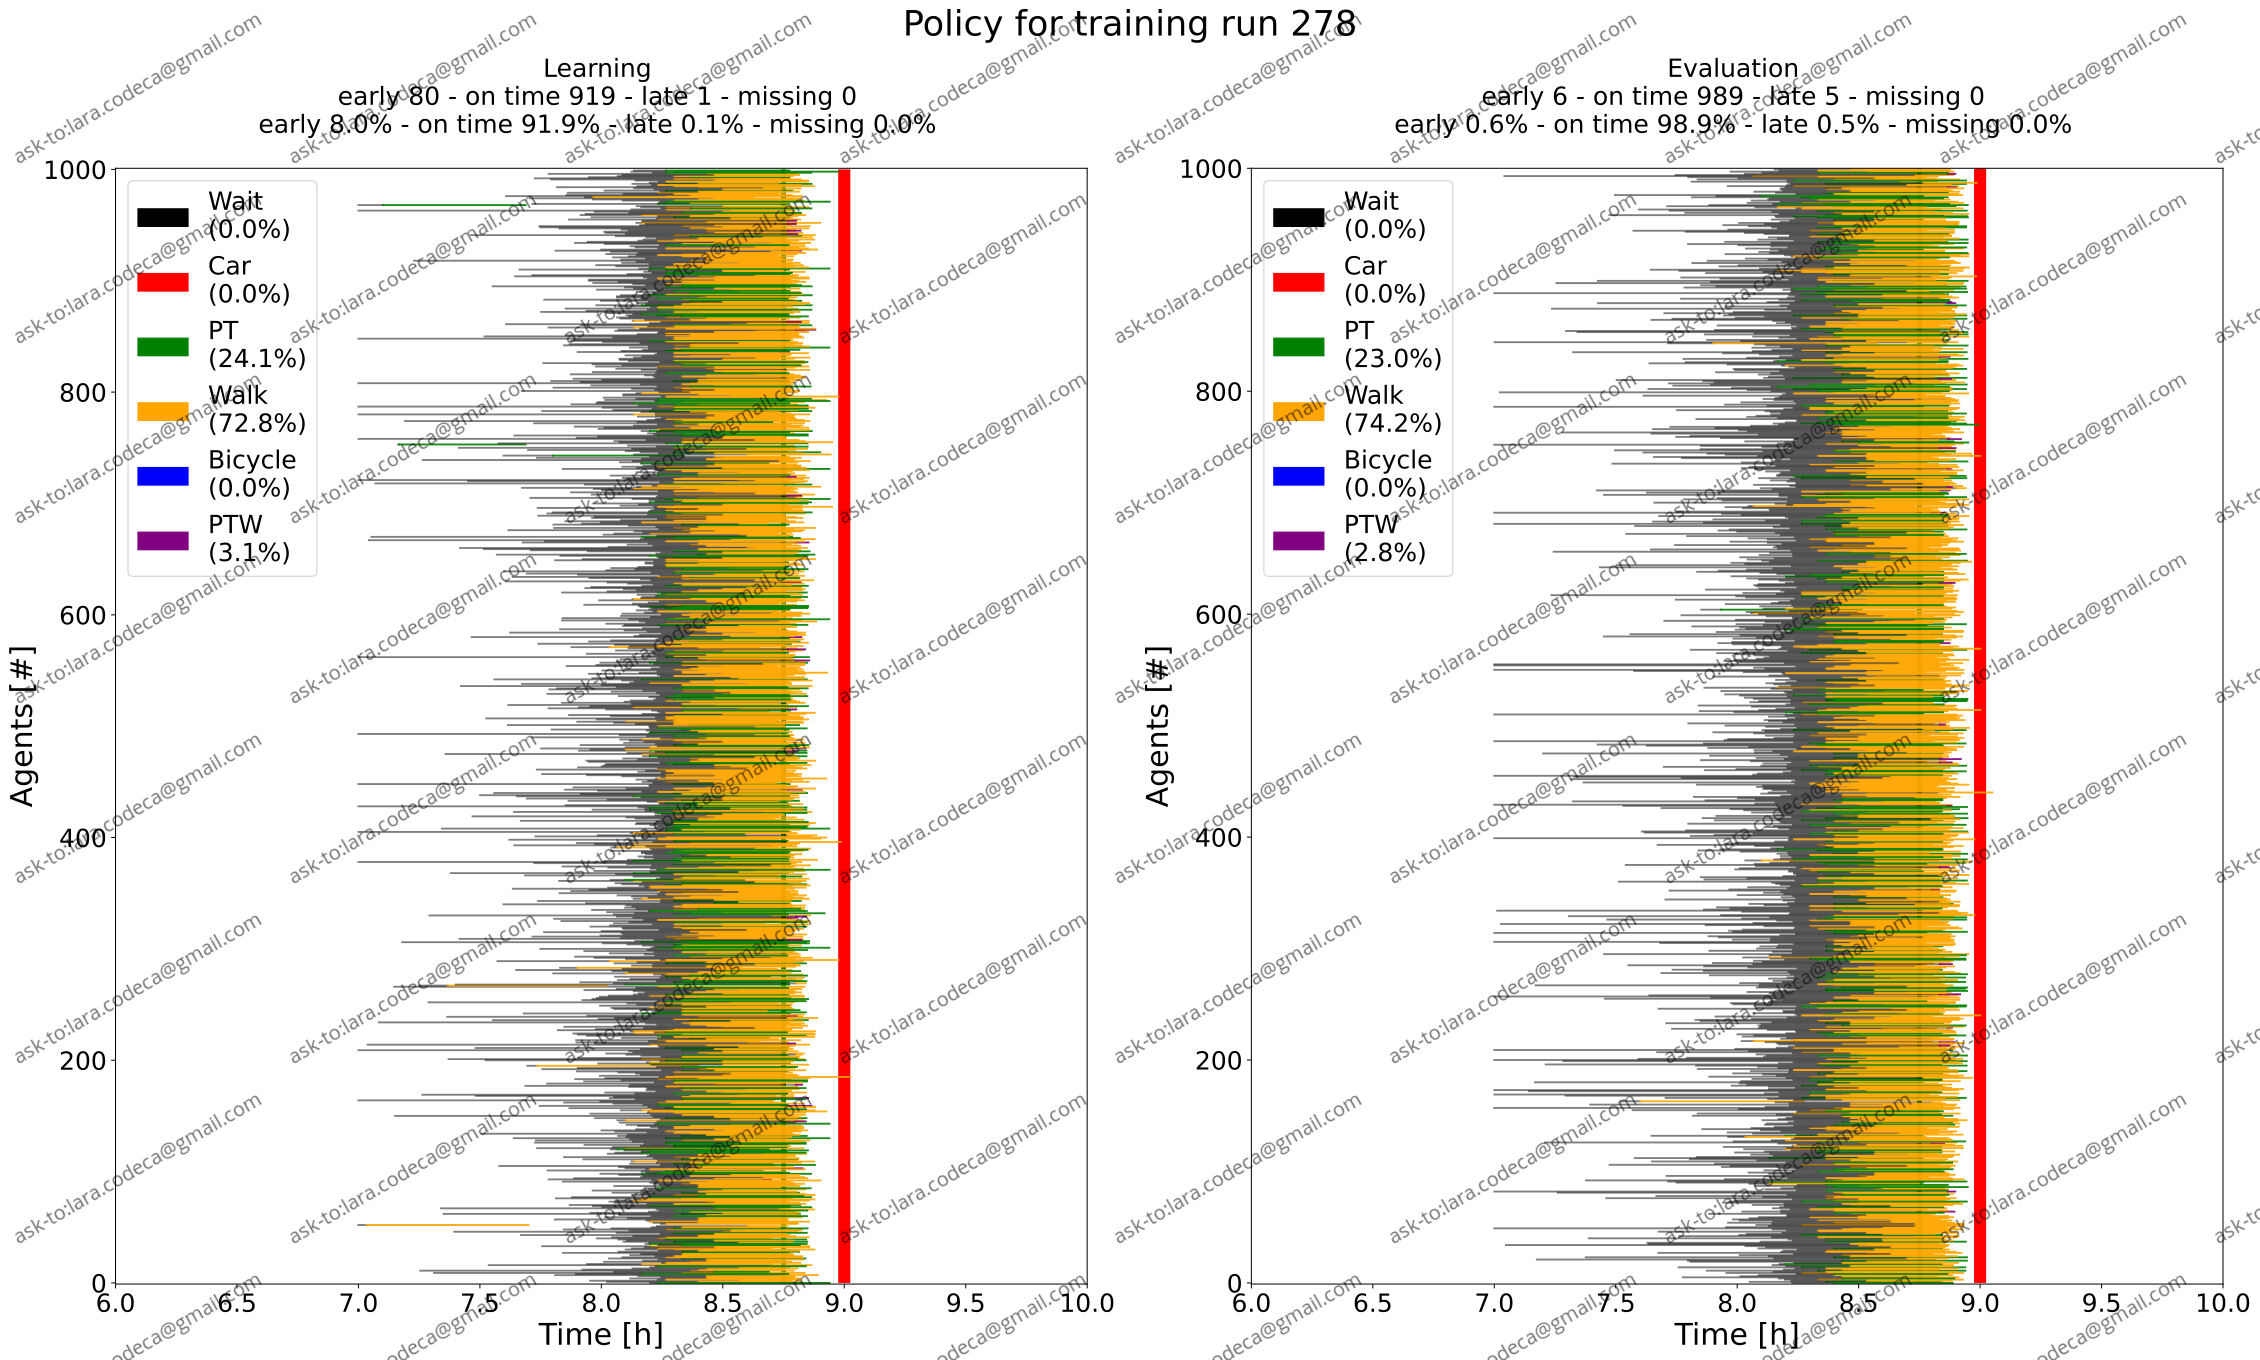 Policy for training run 278
Learning
early 80 - on time 919 - late 1 - missing 0
early 8.0% - on time 91.9% - late 0.1% - missing 0.0%
Wait
(0.0%)
Car
(0.0%)
PT
(24.1%)
Walk
(72.8%)
Bicycle
(0.0%)
PTW
(3.1%)
Agents [#]
1000
800
600
400
200
0
6.0 6.5 7.0 7.5 8.0 8.5 9.0 9.5 10.0
Time [h]
Evaluation
early 6 - on time 989 - late 5 - missing 0
early 0.6% - on time 98.9% - late 0.5% - missing 0.0%
Wait
(0.0%)
Car
(0.0%)
PT
(23.0%)
Walk
(74.2%)
Bicycle
(0.0%)
PTW
(2.8%)
Agents [#]
1000
800
600
400
200
0
6.0 6.5 7.0 7.5 8.0 8.5 9.0 9.5 10.0
Time [h]
ask-to:lara.codeca@gmail.com